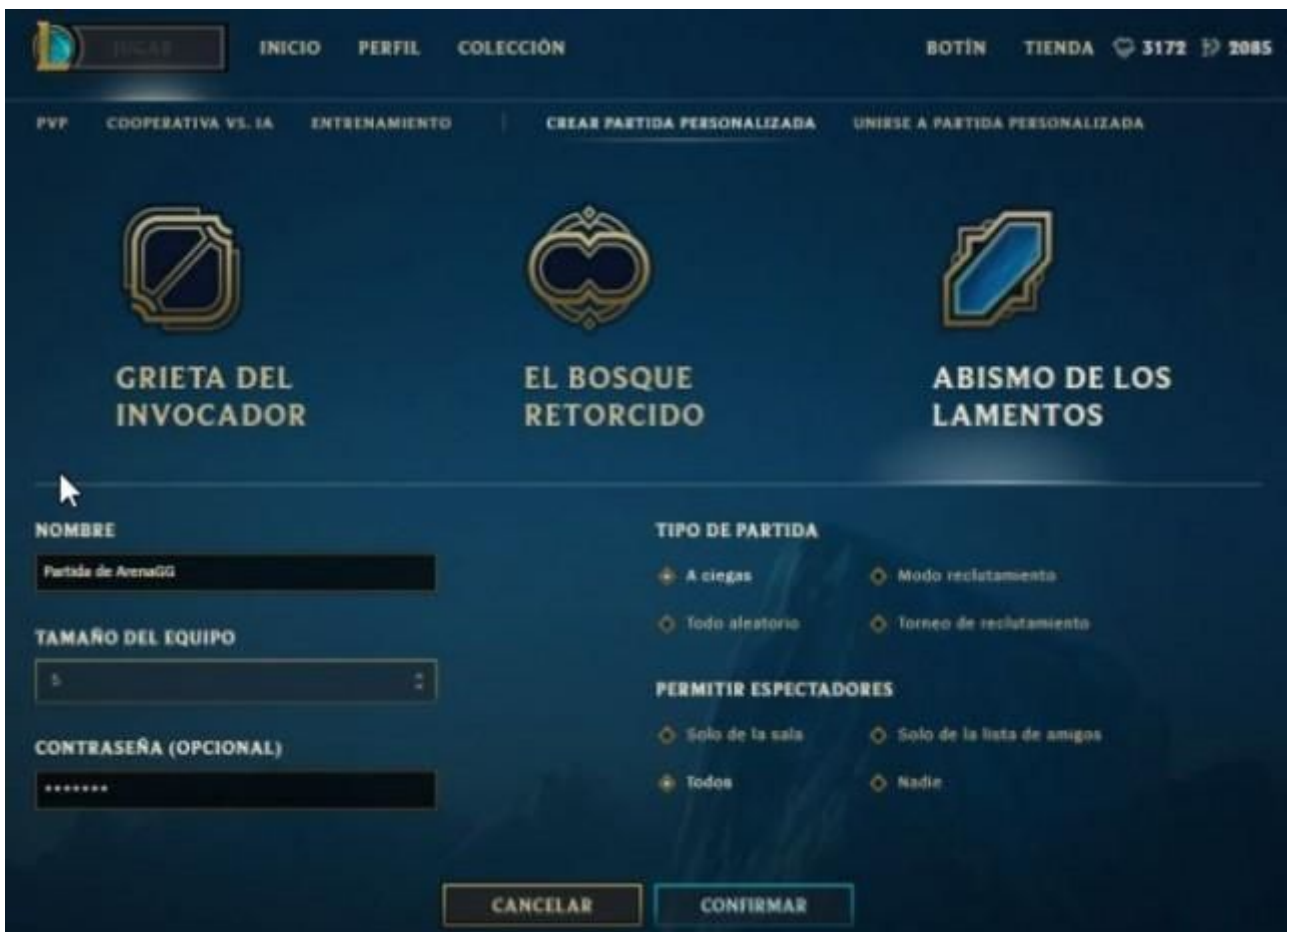 JUGAR INICIO PERFIL COLECCIÓN BOTÍN TIENDA 3172 2085
PVP COOPERATIVA VS. IA ENTRENAMIENTO CREAR PARTIDA PERSONALIZADA UNIRSE A PARTIDA PERSONALIZADA
GRIETA DEL
INVOCADOR
EL BOSQUE
RETORCIDO
ABISMO DE LOS
LAMENTOS
NOMBRE
Partida de ArenaGG
TAMAÑO DEL EQUIPO
5
CONTRASEÑA (OPCIONAL)
*******
TIPO DE PARTIDA
A ciegas Modo reclutamiento
Todo aleatorio Torneo de reclutamiento
PERMITIR ESPECTADORES
Solo de la sala Solo de la lista de amigos
Todos Nadie
CANCELAR CONFIRMAR